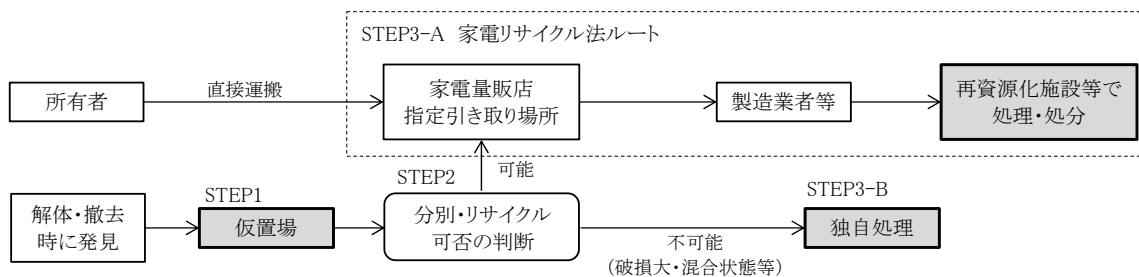 STEP3-A 家電リサイクル法ルート
所有者
直接運搬
家電量販店
指定引き取り場所
製造業者等
再資源化施設等で
処理・処分
可能
STEP1
STEP2
STEP3-B
解体・撤去
時に発見
仮置場
分別・リサイクル
可否の判断
不可能
（破損大・混合状態等）
独自処理